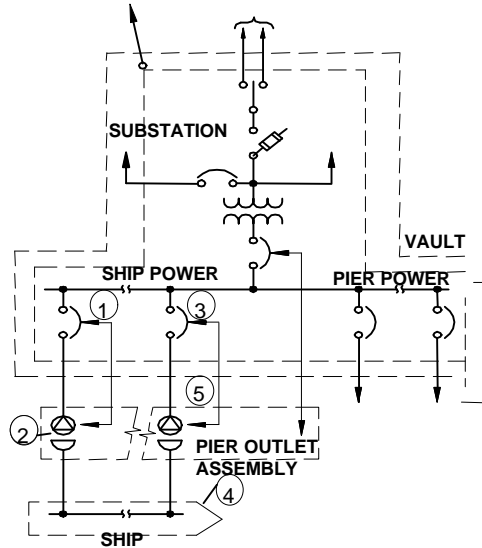 SUBSTATION
VAULT
SHIP POWER
PIER POWER
1
3
5
2
PIER OUTLET
ASSEMBLY
4
SHIP